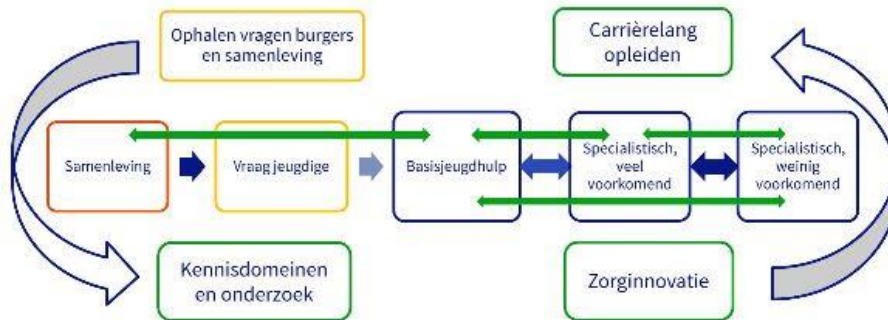 Ophalen vragen burgers
en samenleving
Carrièrelang
opleiden
Samenleving
Vraag jeugdige
Basisjeugdhulp
Specialistisch,
veel
voorkomend
Specialistisch,
weinig
voorkomend
Kennisdomeinen
en onderzoek
Zorginnovatie